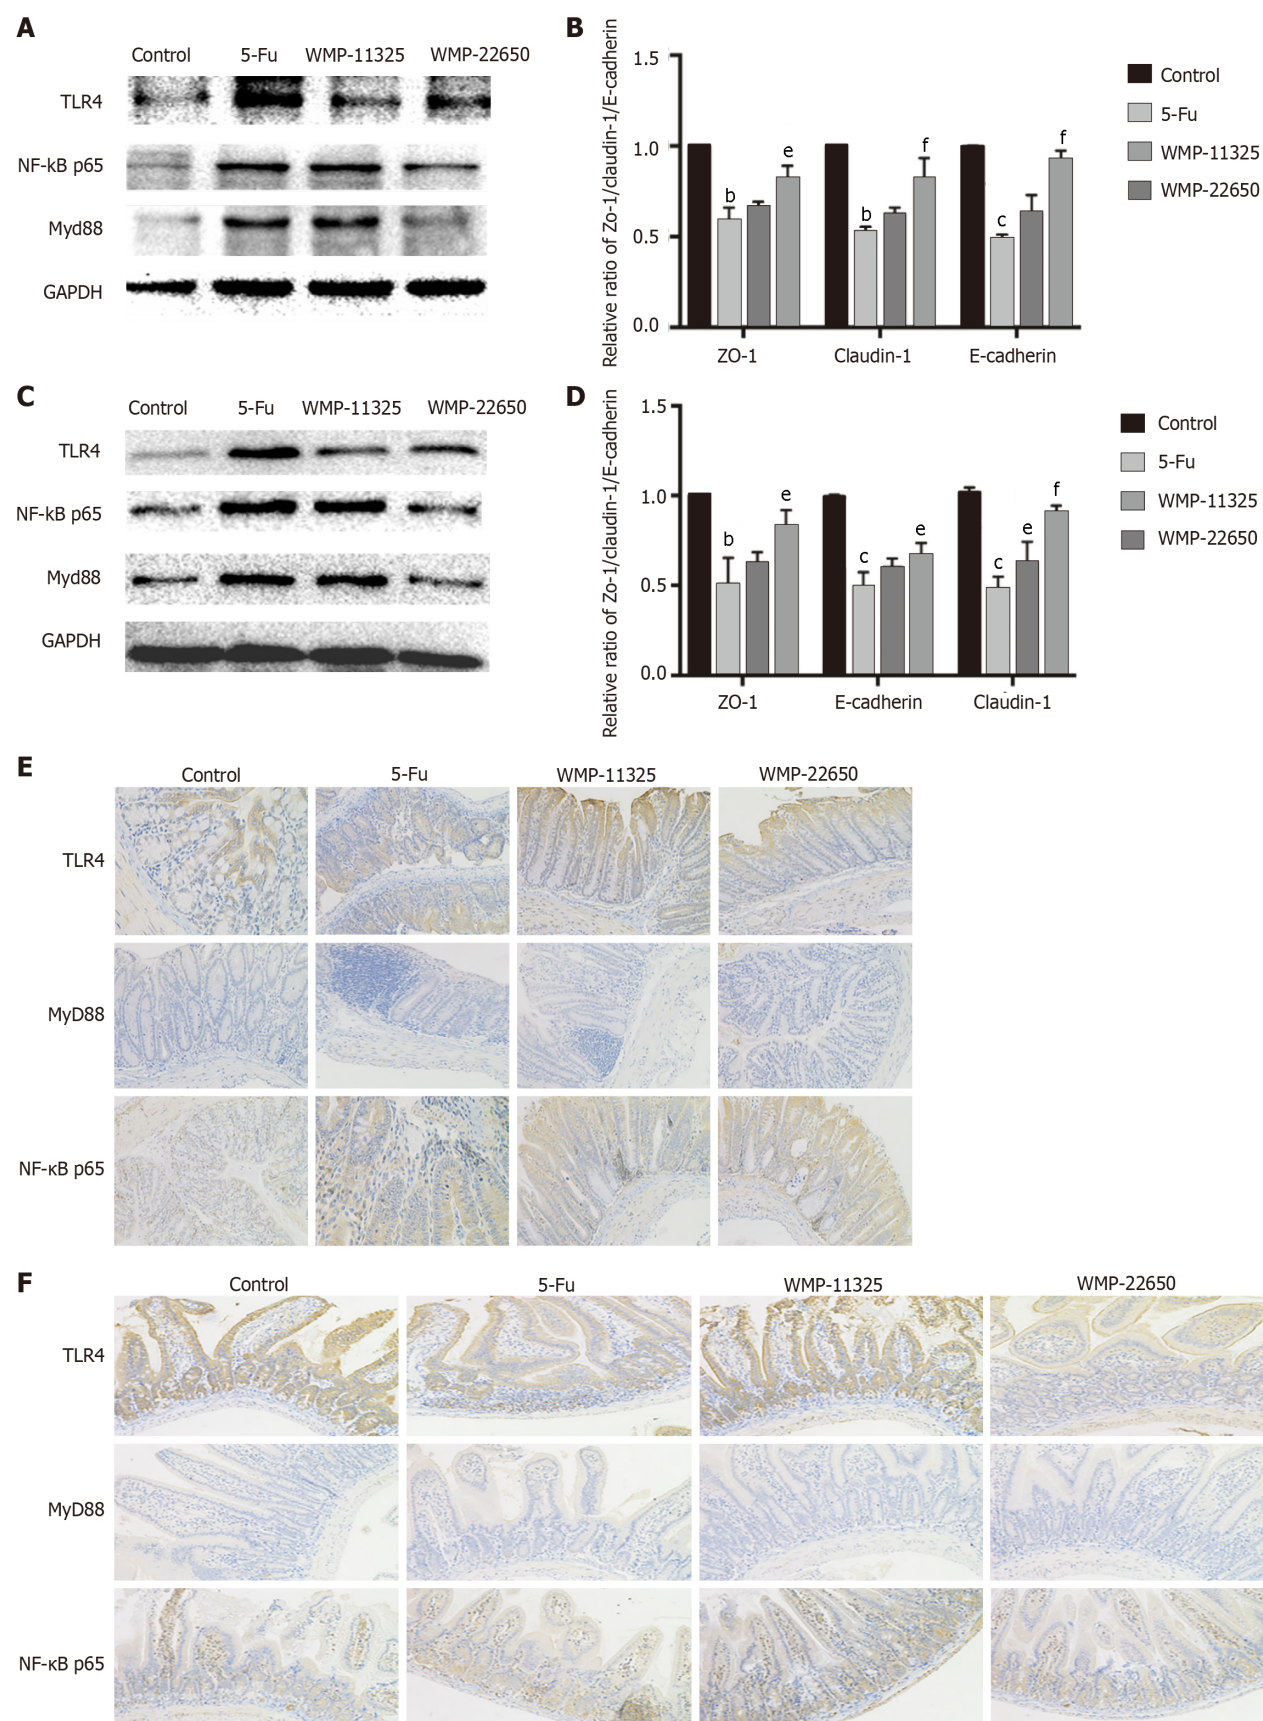 A
Control 5-Fu WMP-11325 WMP-22650
TLR4
NF-kB p65
Myd88
GAPDH
B
Relative ratio of Zo-1/claudin-1/E-cadherin
1.5
1.0
0.5
0.0
b e b f c f
ZO-1 Claudin-1 E-cadherin
Control
5-Fu
WMP-11325
WMP-22650
C
Control 5-Fu WMP-11325 WMP-22650
TLR4
NF-kB p65
Myd88
GAPDH
D
Relative ratio of Zo-1/claudin-1/E-cadherin
1.5
1.0
0.5
0.0
b e c e c e f
ZO-1 E-cadherin Claudin-1
Control
5-Fu
WMP-11325
WMP-22650
E
Control 5-Fu WMP-11325 WMP-22650
TLR4
MyD88
NF-κB p65
F
Control 5-Fu WMP-11325 WMP-22650
TLR4
MyD88
NF-κB p65